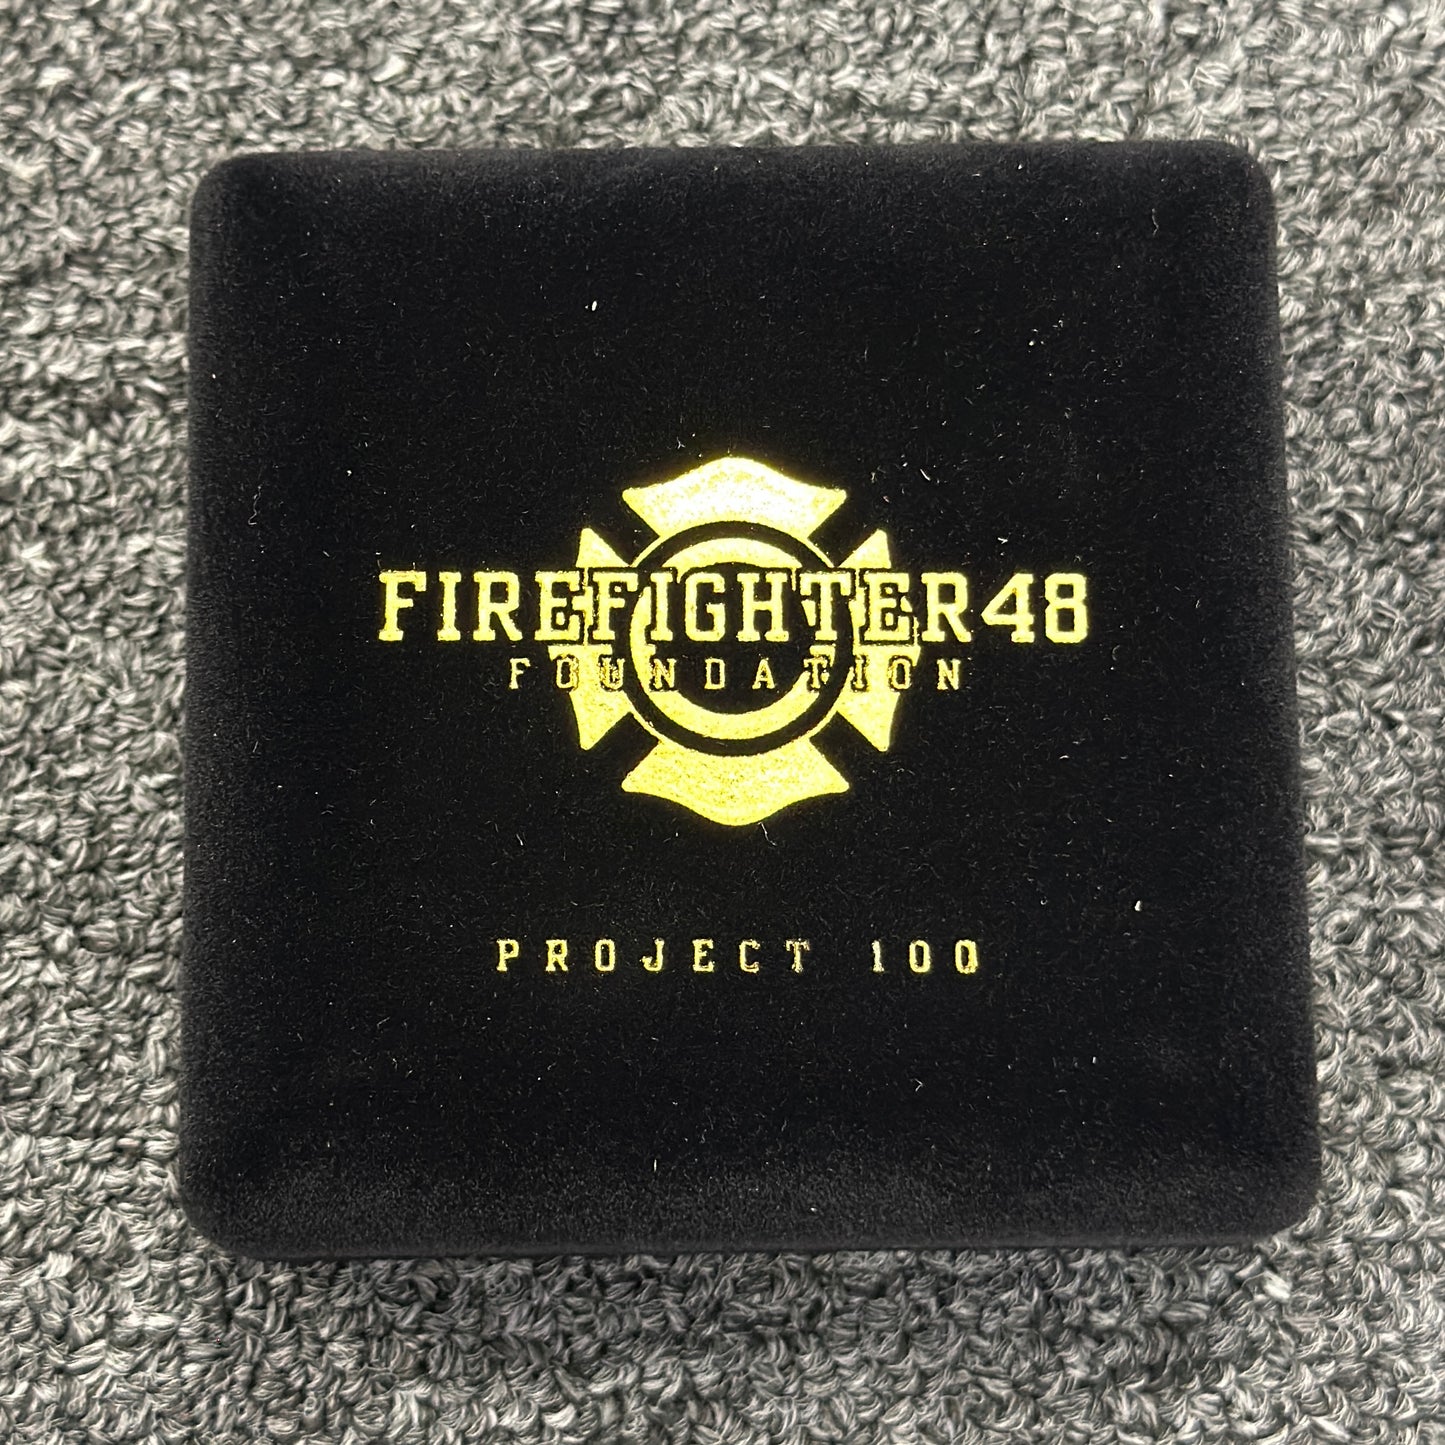 FIREFIGHTER48
FOUNDATION
PROJECT 100